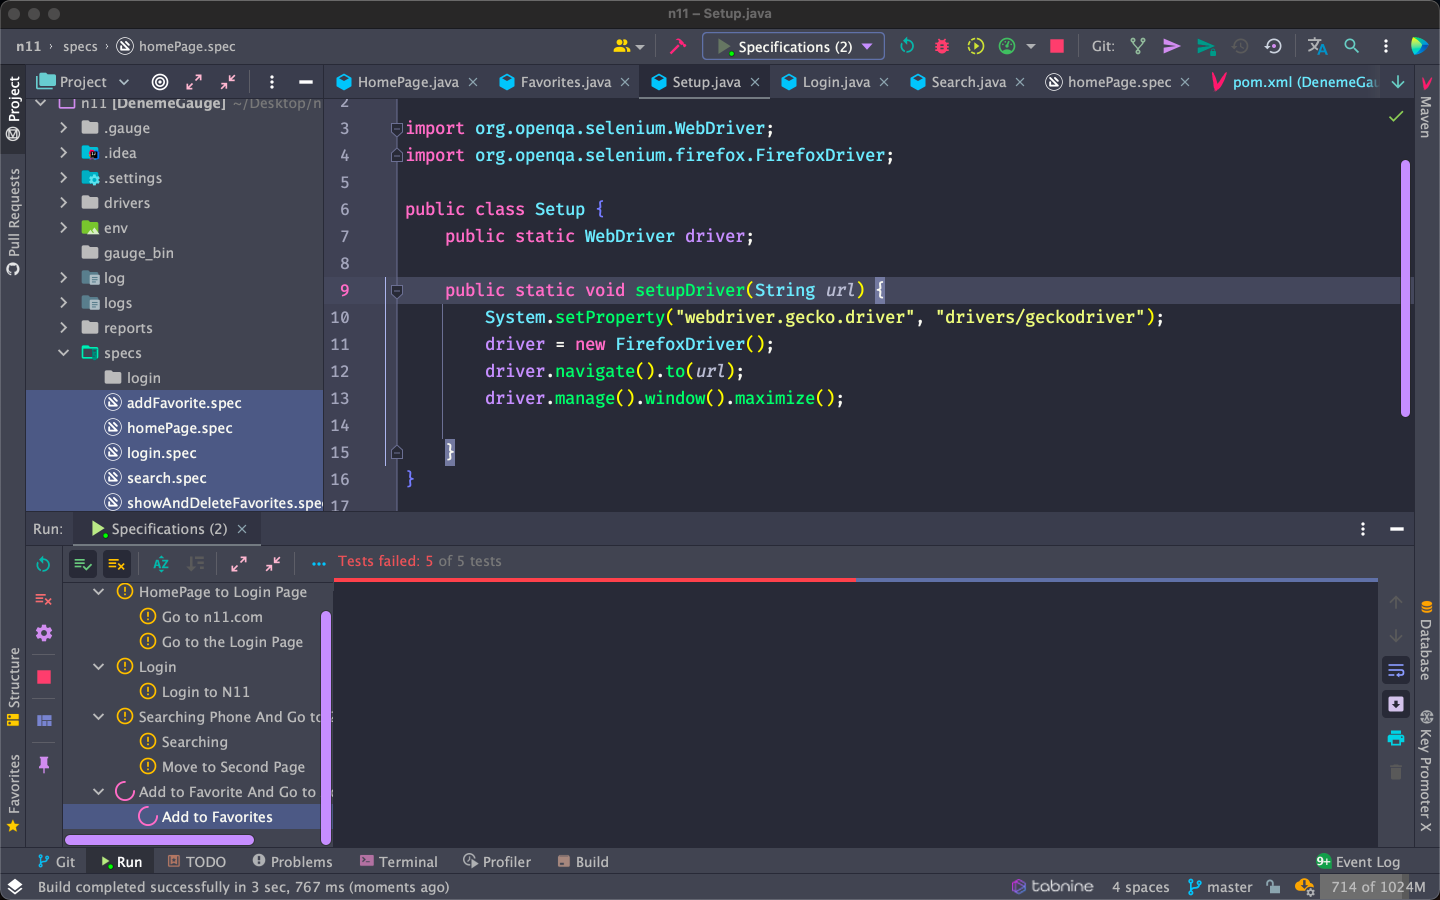 n11 – Setup.java
n11 › specs › homePage.spec
Specifications (2)
Git:
Project
HomePage.java
Favorites.java
Setup.java
Login.java
Search.java
homePage.spec
pom.xml (DenemeGau
Project
Pull Requests
Structure
Favorites
Maven
Database
Key Promoter X
n11 [DenemeGauge] ~/Desktop/n
.gauge
.idea
.settings
drivers
env
gauge_bin
log
logs
reports
specs
login
addFavorite.spec
homePage.spec
login.spec
search.spec
showAndDeleteFavorites.spec
2
3 import org.openqa.selenium.WebDriver;
4 import org.openqa.selenium.firefox.FirefoxDriver;
5
6 public class Setup {
7 public static WebDriver driver;
8
9 public static void setupDriver(String url) {
10 System.setProperty("webdriver.gecko.driver", "drivers/geckodriver");
11 driver = new FirefoxDriver();
12 driver.navigate().to(url);
13 driver.manage().window().maximize();
14
15 }
16 }
17
Run: Specifications (2)
Tests failed: 5 of 5 tests
HomePage to Login Page
Go to n11.com
Go to the Login Page
Login
Login to N11
Searching Phone And Go to
Searching
Move to Second Page
Add to Favorite And Go to
Add to Favorites
Git
Run
TODO
Problems
Terminal
Profiler
Build
9+ Event Log
Build completed successfully in 3 sec, 767 ms (moments ago)
tabnine
4 spaces
master
714 of 1024M